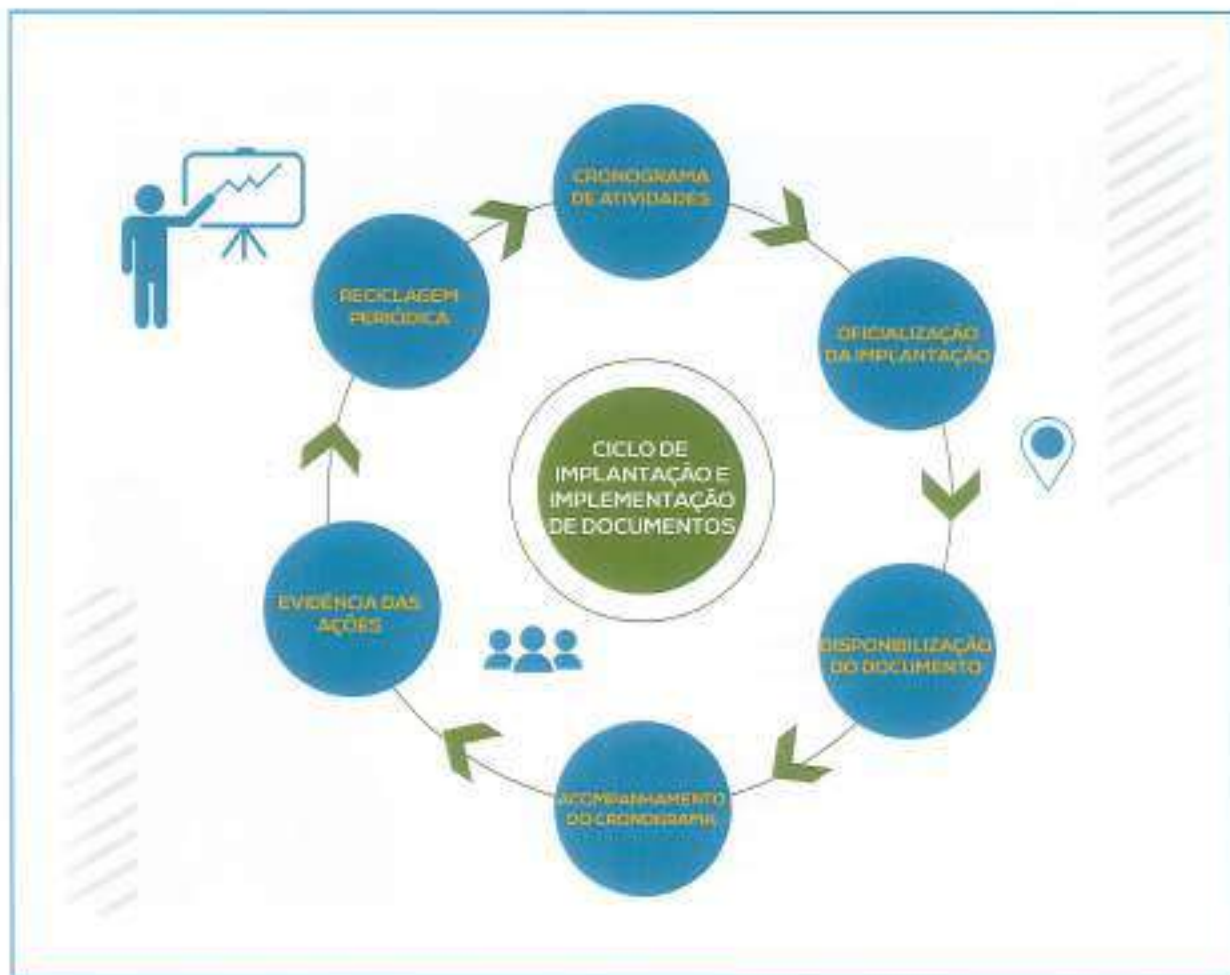 CRONOGRAMA
DE ATIVIDADES
OFICIALIZAÇÃO
DA IMPLANTAÇÃO
DISPONIBILIZAÇÃO
DO DOCUMENTO
ACOMPANHAMENTO
DO CRONOGRAMA
EVIDÊNCIA DAS
AÇÕES
RECICLAGEM
PERIÓDICA
CICLO DE
IMPLANTAÇÃO E
IMPLEMENTAÇÃO
DE DOCUMENTOS